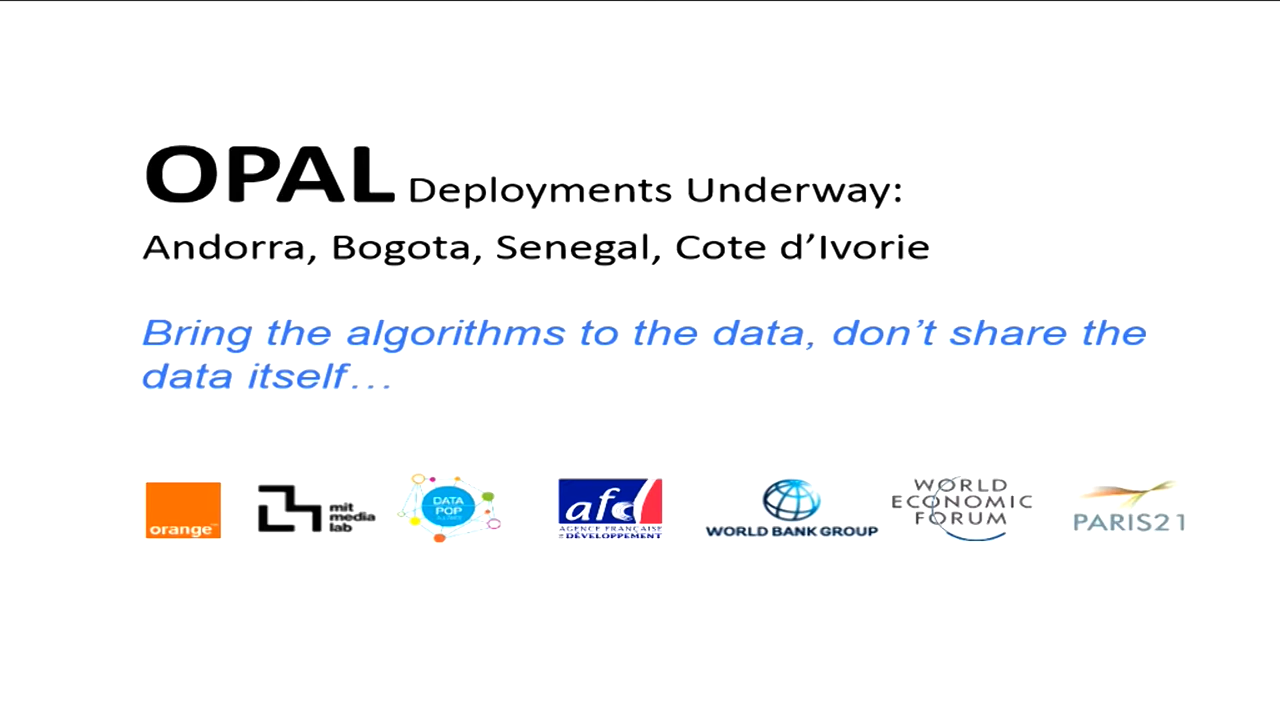 OPAL Deployments Underway:
Andorra, Bogota, Senegal, Cote d’Ivorie
Bring the algorithms to the data, don’t share the
data itself…
orange™
mit
media
lab
DATA
POP
afd
AGENCE FRANÇAISE
DE DÉVELOPPEMENT
WORLD BANK GROUP
WORLD
ECONOMIC
FORUM
PARIS21